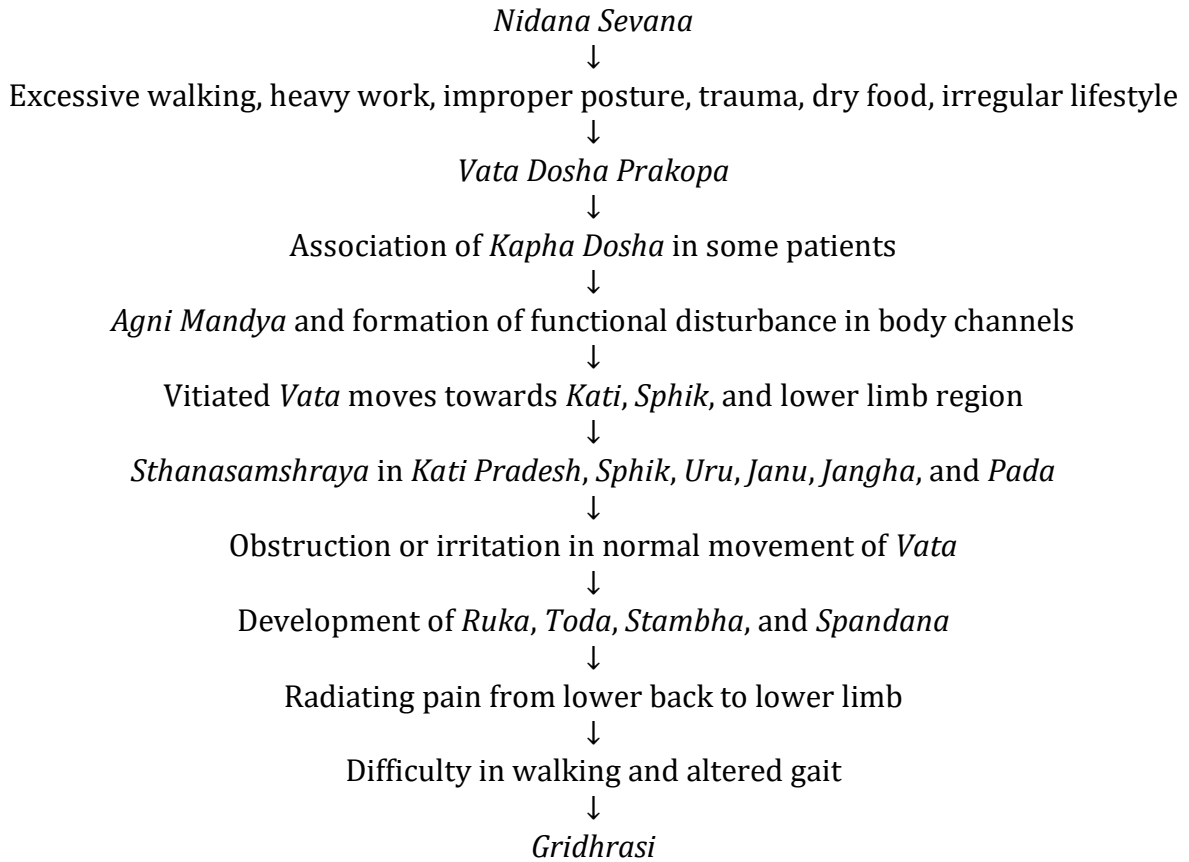 Nidana Sevana
↓
Excessive walking, heavy work, improper posture, trauma, dry food, irregular lifestyle
↓
Vata Dosha Prakopa
↓
Association of Kapha Dosha in some patients
↓
Agni Mandya and formation of functional disturbance in body channels
↓
Vitiated Vata moves towards Kati, Sphik, and lower limb region
↓
Sthanasamshraya in Kati Pradesh, Sphik, Uru, Janu, Jangha, and Pada
↓
Obstruction or irritation in normal movement of Vata
↓
Development of Ruka, Toda, Stambha, and Spandana
↓
Radiating pain from lower back to lower limb
↓
Difficulty in walking and altered gait
↓
Gridhrasi